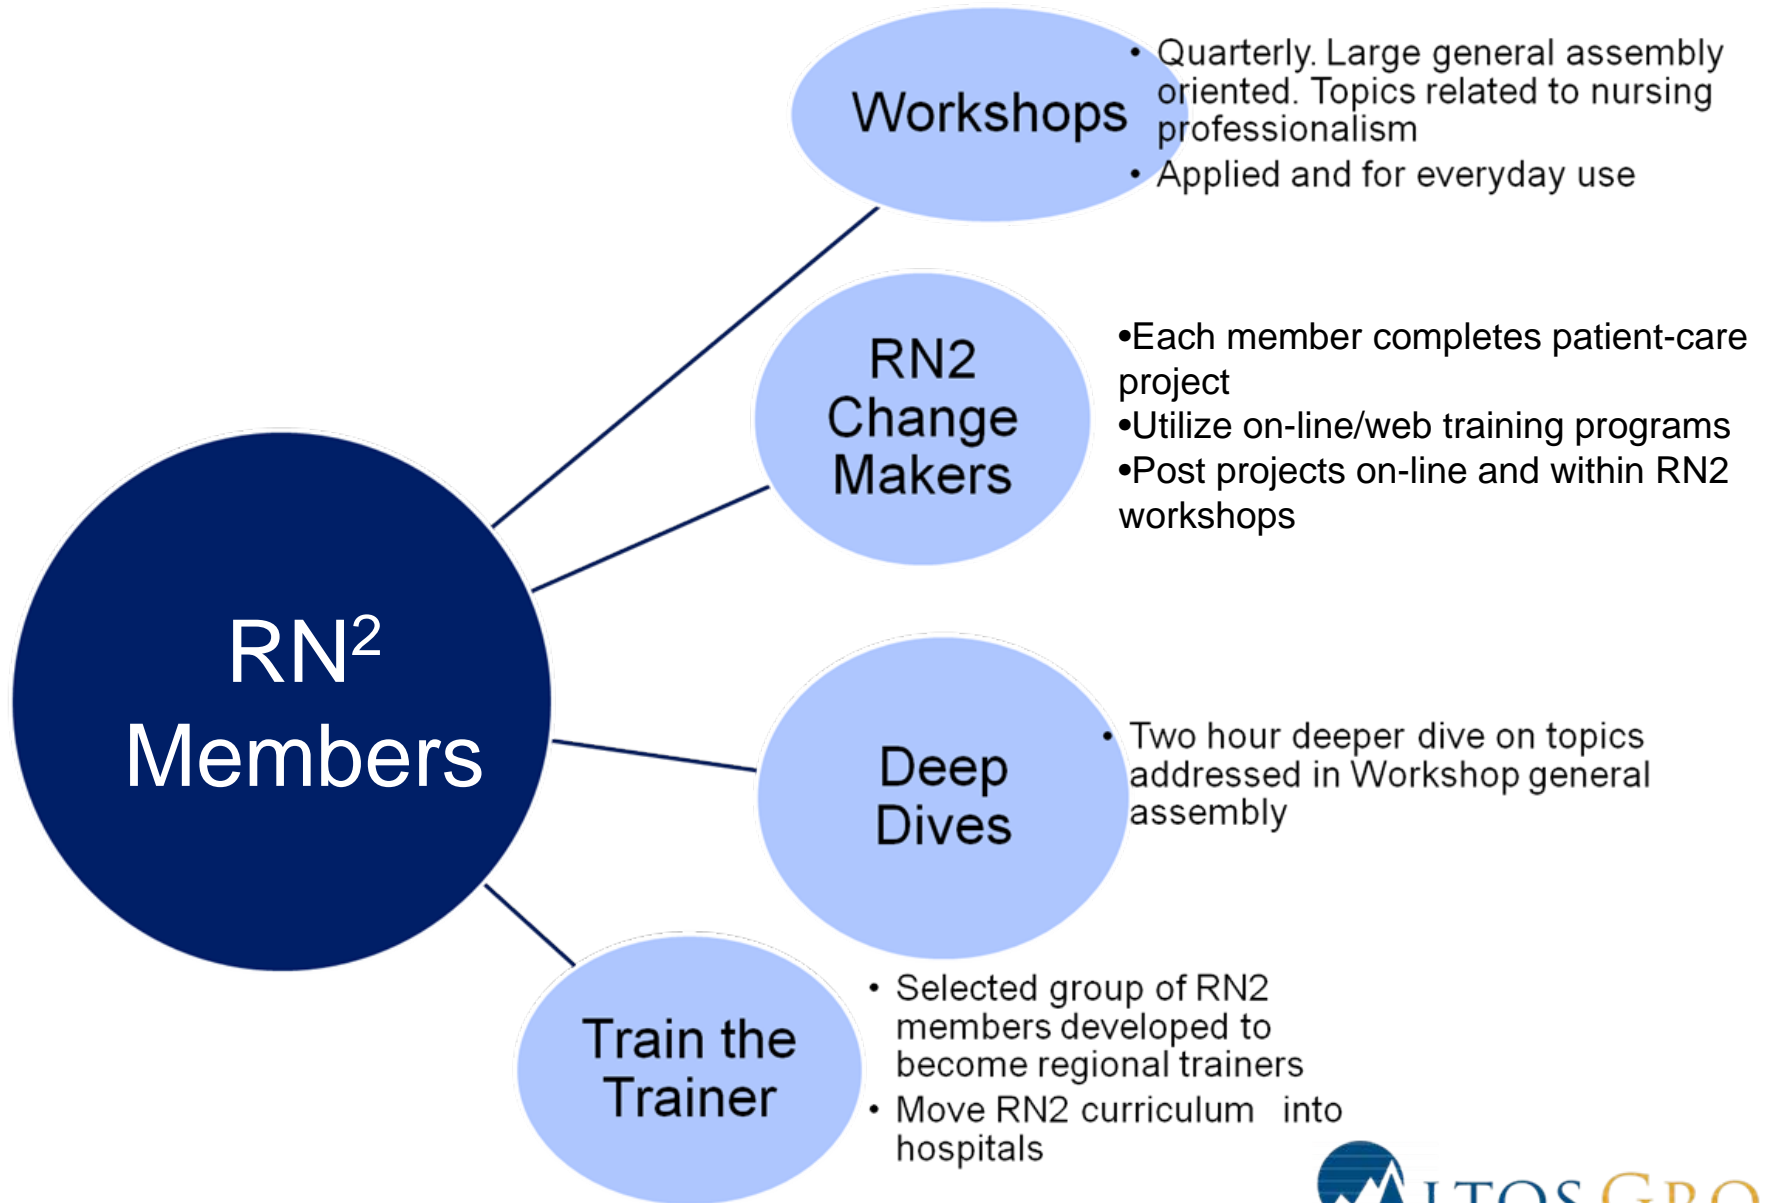 Workshops
• Quarterly. Large general assembly
oriented. Topics related to nursing
professionalism
• Applied and for everyday use
RN2
Change
Makers
•Each member completes patient-care
project
•Utilize on-line/web training programs
•Post projects on-line and within RN2
workshops
RN²
Members
Deep
Dives
• Two hour deeper dive on topics
addressed in Workshop general
assembly
Train the
Trainer
• Selected group of RN2
members developed to
become regional trainers
• Move RN2 curriculum into
hospitals